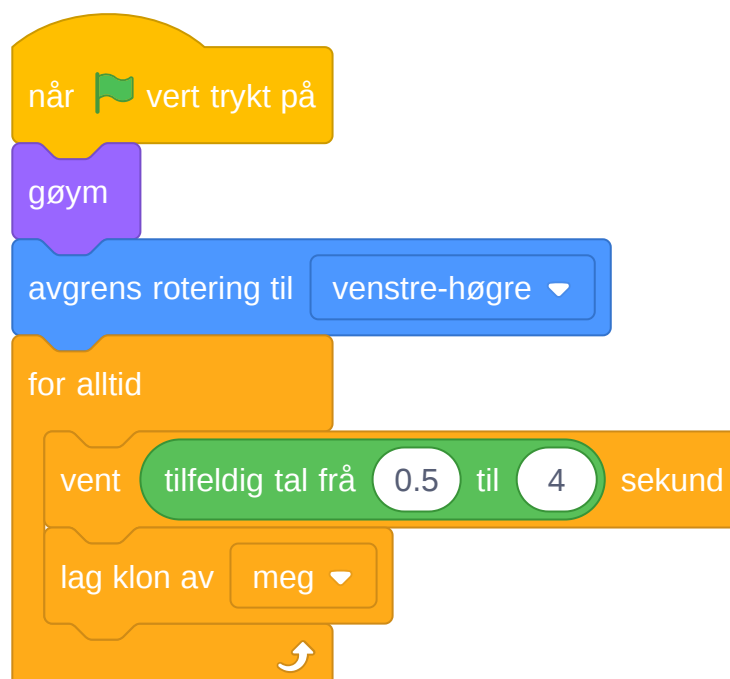 når vert trykt på
gøym
avgrens rotering til venstre-høgre
for alltid
vent tilfeldig tal frå 0.5 til 4 sekund
lag klon av meg